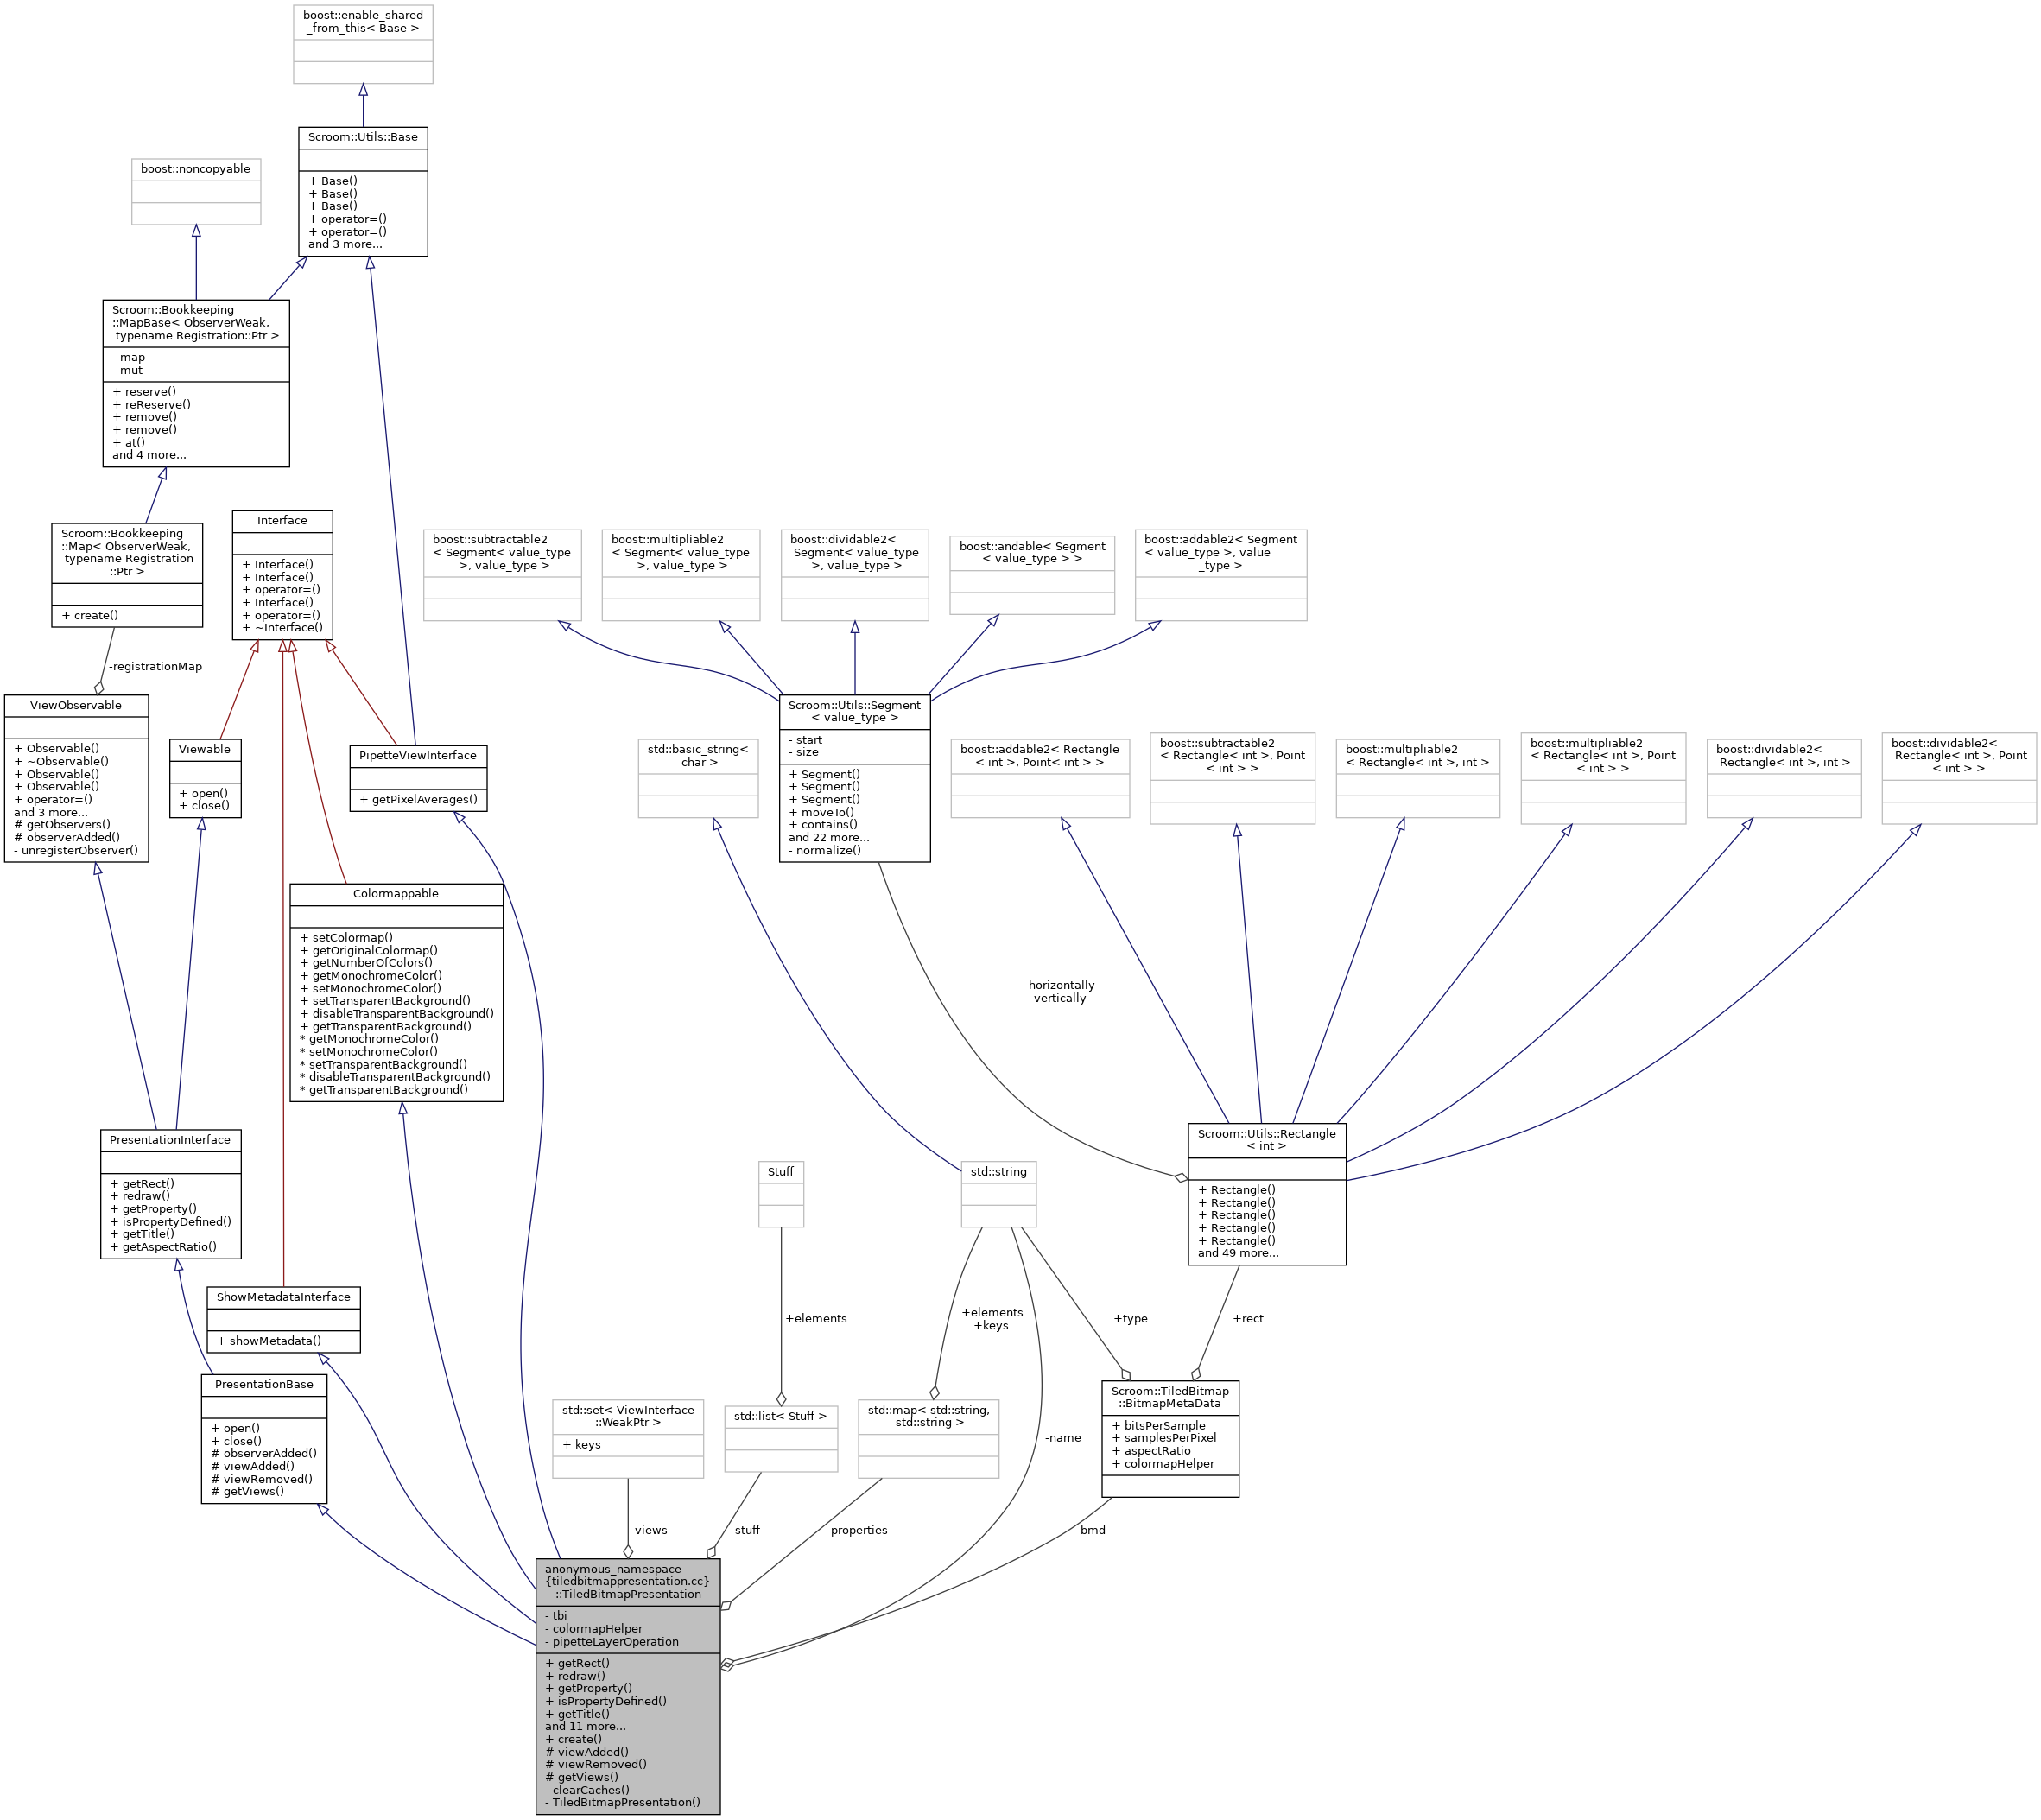 boost::enable_shared
_from_this< Base >
Scroom::Utils::Base
+ Base()
+ Base()
+ Base()
+ operator=()
+ operator=()
and 3 more...
boost::noncopyable
Scroom::Bookkeeping
::MapBase< ObserverWeak,
typename Registration::Ptr >
- map
- mut
+ reserve()
+ reReserve()
+ remove()
+ remove()
+ at()
and 4 more...
Scroom::Bookkeeping
::Map< ObserverWeak,
typename Registration
::Ptr >
+ create()
Interface
+ Interface()
+ Interface()
+ operator=()
+ Interface()
+ operator=()
+ ~Interface()
boost::subtractable2
< Segment< value_type
>, value_type >
boost::multipliable2
< Segment< value_type
>, value_type >
boost::dividable2<
Segment< value_type
>, value_type >
boost::andable< Segment
< value_type > >
boost::addable2< Segment
< value_type >, value
_type >
-registrationMap
ViewObservable
+ Observable()
+ ~Observable()
+ Observable()
+ Observable()
+ operator=()
and 3 more...
# getObservers()
# observerAdded()
- unregisterObserver()
Viewable
+ open()
+ close()
PipetteViewInterface
+ getPixelAverages()
std::basic_string<
char >
Scroom::Utils::Segment
< value_type >
- start
- size
+ Segment()
+ Segment()
+ Segment()
+ moveTo()
+ contains()
and 22 more...
- normalize()
boost::addable2< Rectangle
< int >, Point< int > >
boost::subtractable2
< Rectangle< int >, Point
< int > >
boost::multipliable2
< Rectangle< int >, int >
boost::multipliable2
< Rectangle< int >, Point
< int > >
boost::dividable2<
Rectangle< int >, int >
boost::dividable2<
Rectangle< int >, Point
< int > >
Colormappable
+ setColormap()
+ getOriginalColormap()
+ getNumberOfColors()
+ getMonochromeColor()
+ setMonochromeColor()
+ setTransparentBackground()
+ disableTransparentBackground()
+ getTransparentBackground()
* getMonochromeColor()
* setMonochromeColor()
* setTransparentBackground()
* disableTransparentBackground()
* getTransparentBackground()
-horizontally
-vertically
PresentationInterface
+ getRect()
+ redraw()
+ getProperty()
+ isPropertyDefined()
+ getTitle()
+ getAspectRatio()
Stuff
std::string
Scroom::Utils::Rectangle
< int >
+ Rectangle()
+ Rectangle()
+ Rectangle()
+ Rectangle()
+ Rectangle()
and 49 more...
ShowMetadataInterface
+ showMetadata()
+elements
+elements
+keys
+type
+rect
PresentationBase
+ open()
+ close()
# observerAdded()
# viewAdded()
# viewRemoved()
# getViews()
std::set< ViewInterface
::WeakPtr >
+ keys
std::list< Stuff >
std::map< std::string,
std::string >
-name
Scroom::TiledBitmap
::BitmapMetaData
+ bitsPerSample
+ samplesPerPixel
+ aspectRatio
+ colormapHelper
-views
-stuff
-properties
-bmd
anonymous_namespace
{tiledbitmappresentation.cc}
::TiledBitmapPresentation
- tbi
- colormapHelper
- pipetteLayerOperation
+ getRect()
+ redraw()
+ getProperty()
+ isPropertyDefined()
+ getTitle()
and 11 more...
+ create()
# viewAdded()
# viewRemoved()
# getViews()
- clearCaches()
- TiledBitmapPresentation()